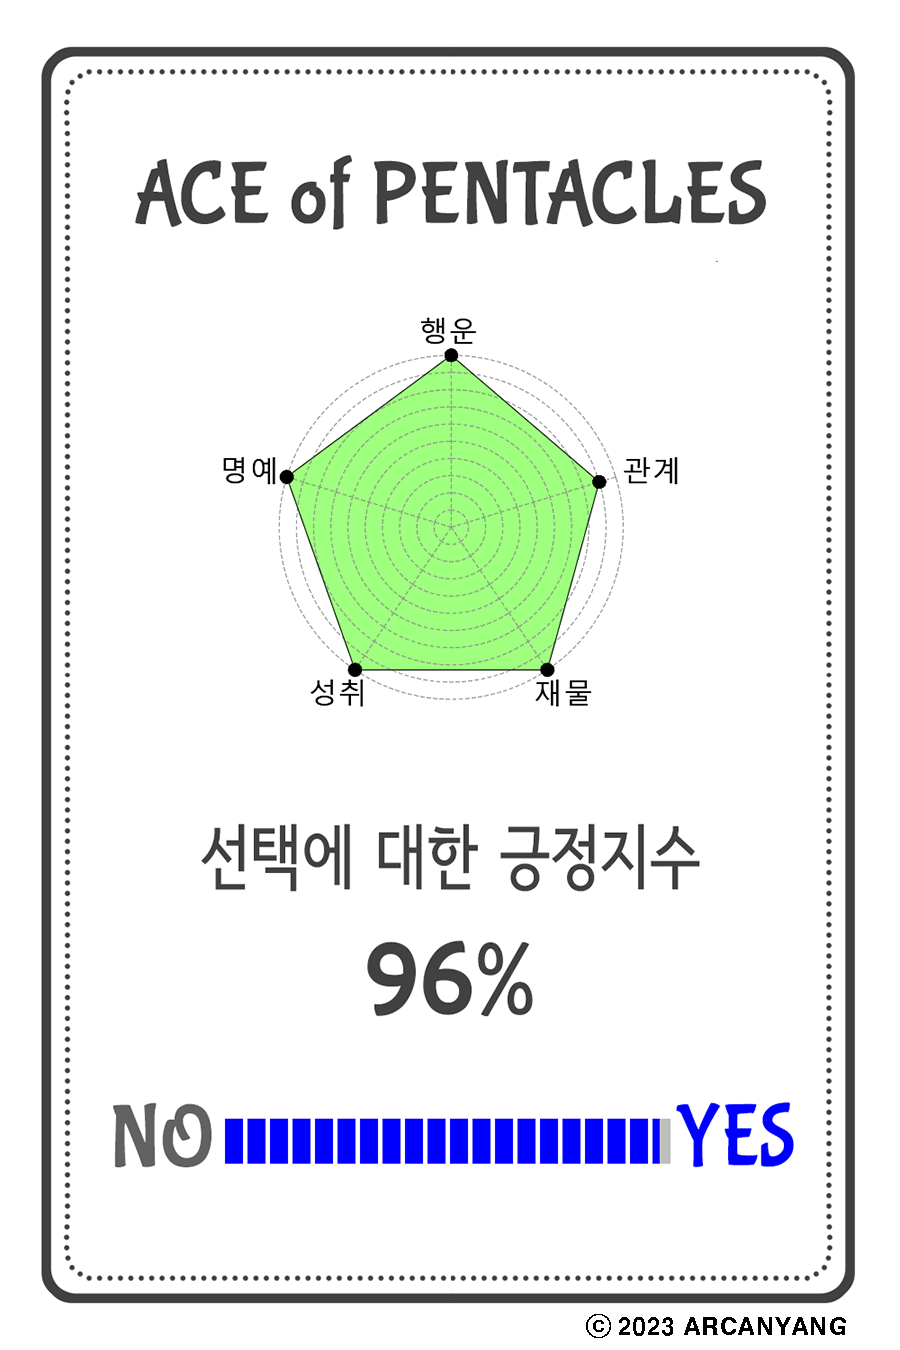 ACE of PENTACLES
행운
명예
관계
성취
재물
선택에 대한 긍정지수
96%
NO YES
ⓒ 2023 ARCANYANG